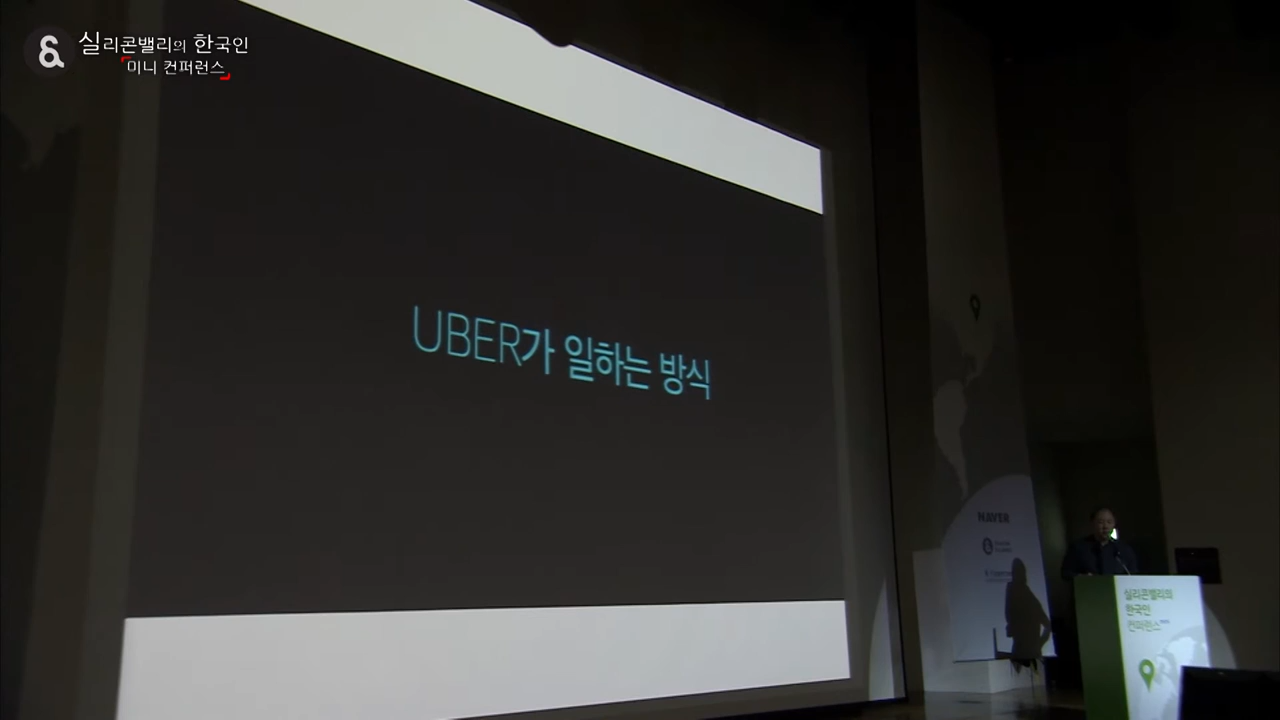 실리콘밸리의 한국인
미니 컨퍼런스
UBER가 일하는 방식
NAVER
실리콘밸리의
한국인
컨퍼런스